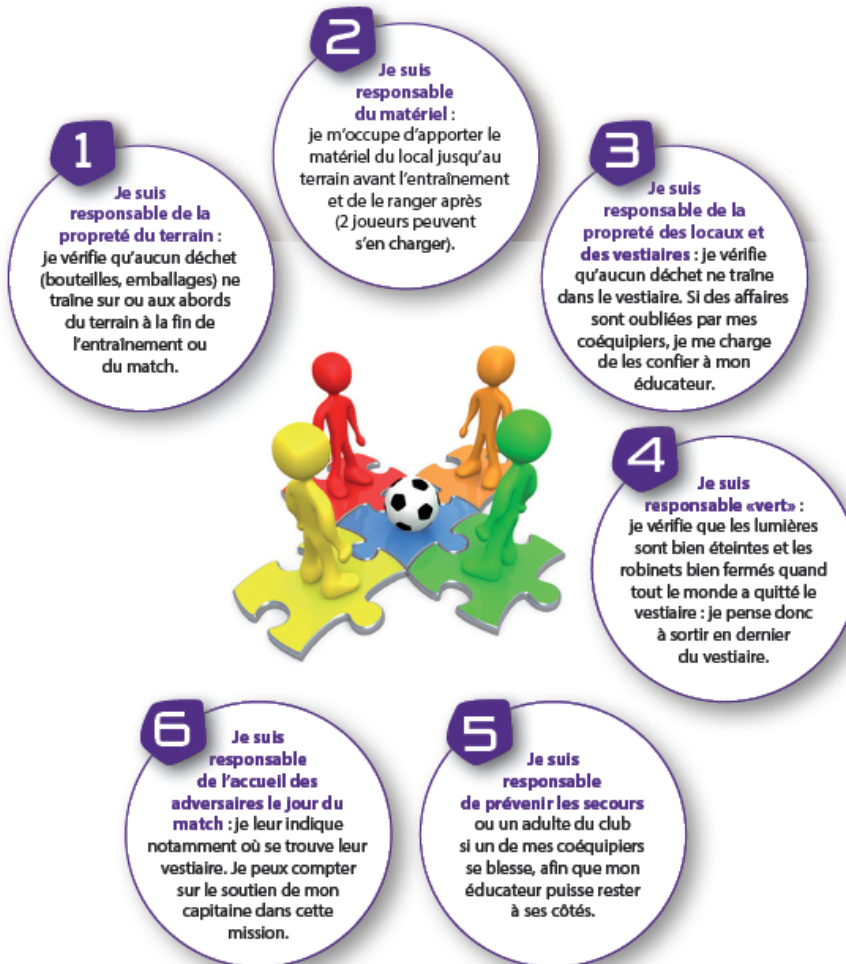 1
Je suis
responsable de la
propreté du terrain :
je vérifie qu'aucun déchet
(bouteilles, emballages) ne
traîne sur ou aux abords
du terrain à la fin de
l'entraînement ou
du match.
2
Je suis
responsable
du matériel :
je m'occupe d'apporter le
matériel du local jusqu'au
terrain avant l'entraînement
et de le ranger après
(2 joueurs peuvent
s'en charger).
3
Je suis
responsable de la
propreté des locaux et
des vestiaires : je vérifie
qu'aucun déchet ne traîne
dans le vestiaire. Si des affaires
sont oubliées par mes
coéquipiers, je me charge
de les confier à mon
éducateur.
4
Je suis
responsable «vert» :
je vérifie que les lumières
sont bien éteintes et les
robinets bien fermés quand
tout le monde a quitté le
vestiaire : je pense donc
à sortir en dernier
du vestiaire.
5
Je suis
responsable
de prévenir les secours
ou un adulte du club
si un de mes coéquipiers
se blesse, afin que mon
éducateur puisse rester
à ses côtés.
6
Je suis
responsable
de l'accueil des
adversaires le jour du
match : je leur indique
notamment où se trouve leur
vestiaire. Je peux compter
sur le soutien de mon
capitaine dans cette
mission.